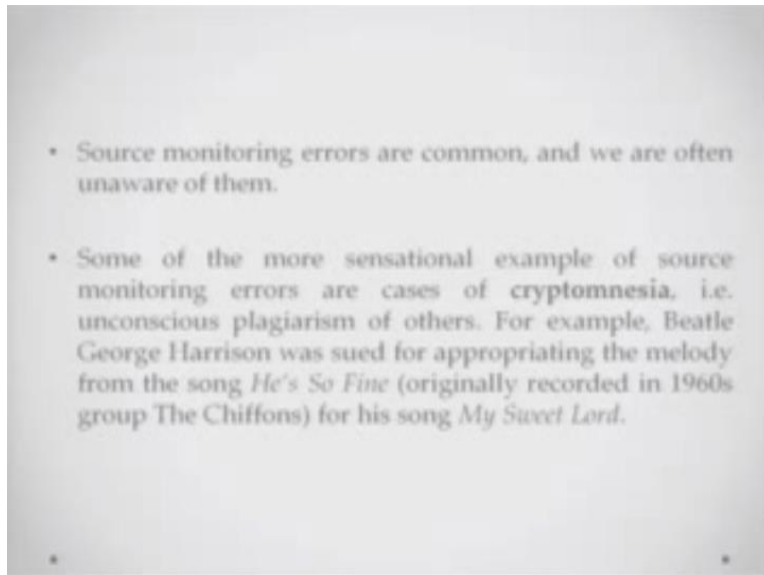 • Source monitoring errors are common, and we are often
unaware of them.
• Some of the more sensational example of source
monitoring errors are cases of cryptomnesia, i.e.
unconscious plagiarism of others. For example, Beatle
George Harrison was sued for appropriating the melody
from the song He's So Fine (originally recorded in 1960s
group The Chiffons) for his song My Sweet Lord.